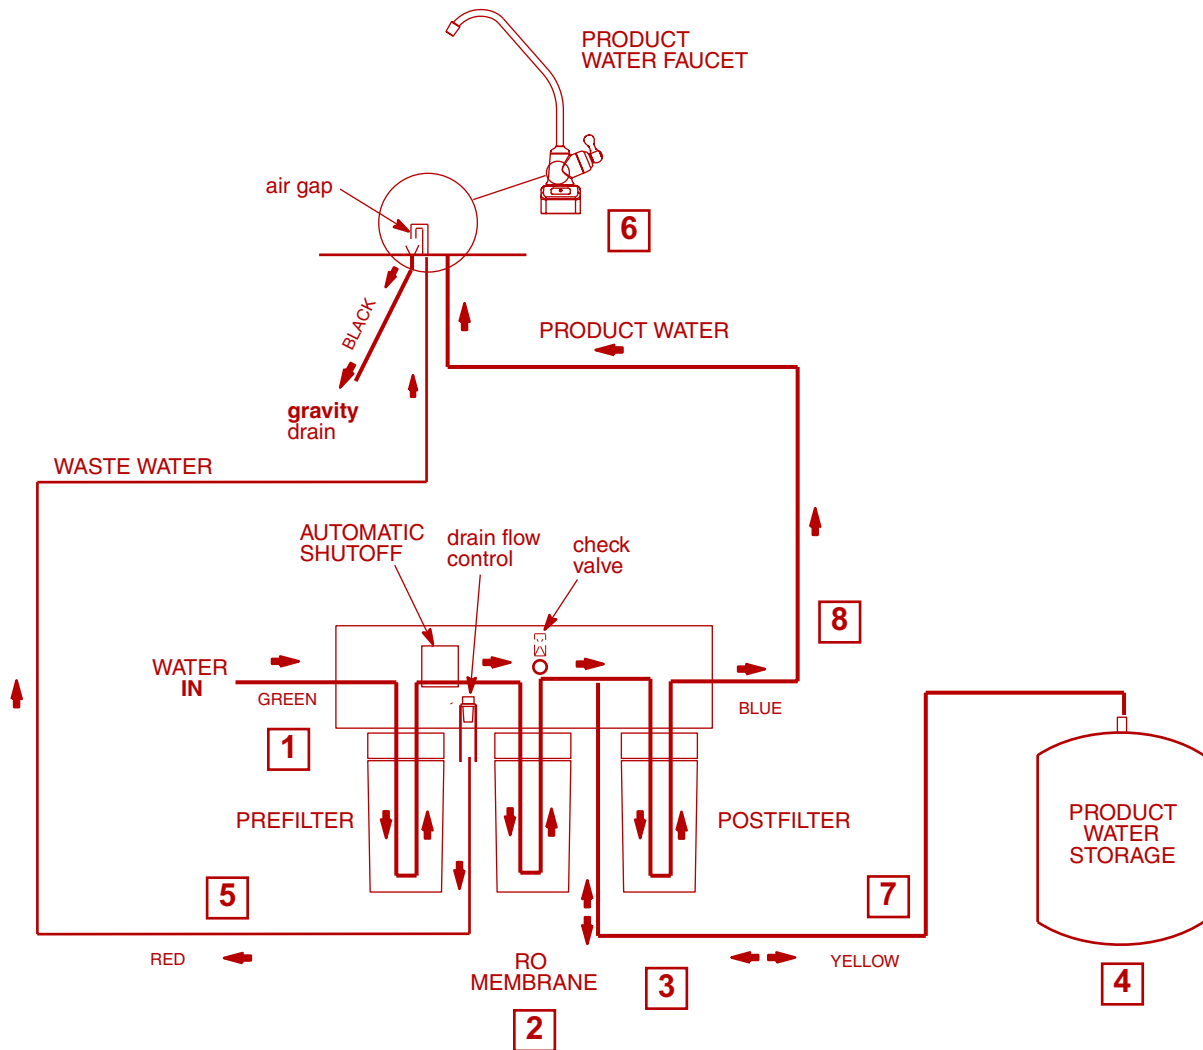 PRODUCT
WATER FAUCET
air gap
6
BLACK
PRODUCT WATER
gravity
drain
WASTE WATER
AUTOMATIC
SHUTOFF
drain flow
control
check
valve
8
WATER
IN
GREEN
BLUE
1
PREFILTER
POSTFILTER
PRODUCT
WATER
STORAGE
5
7
RED
RO
MEMBRANE
YELLOW
3
4
2